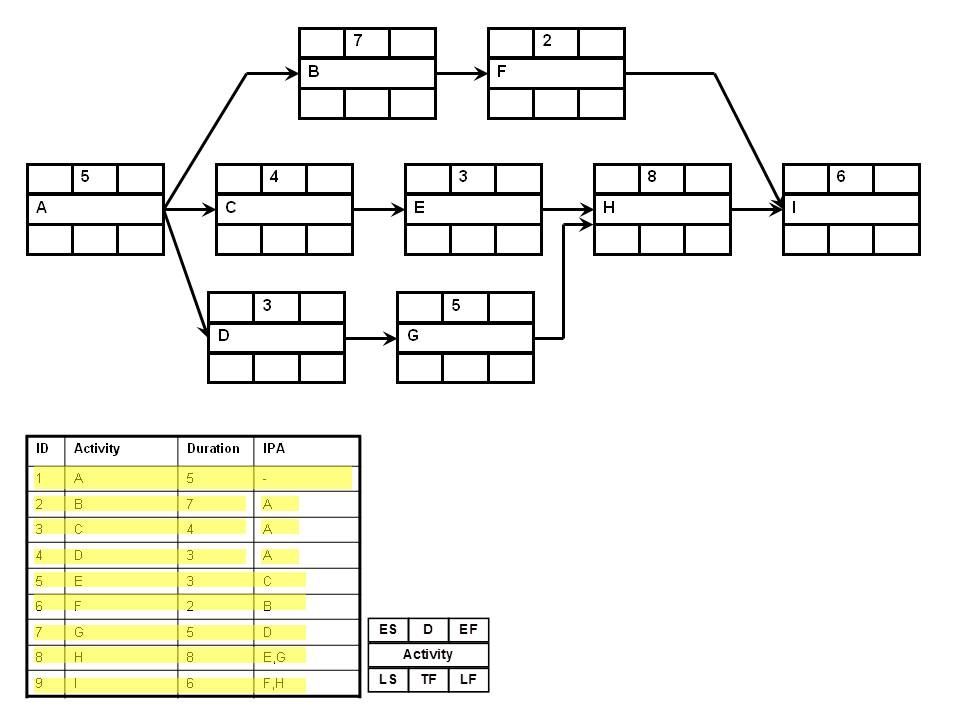 7
B
2
F
5
A
4
C
3
E
8
H
6
I
3
D
5
G
ID Activity Duration IPA
1 A 5 -
2 B 7 A
3 C 4 A
4 D 3 A
5 E 3 C
6 F 2 B
7 G 5 D
8 H 8 E,G
9 I 6 F,H
ES D EF
Activity
LS TF LF